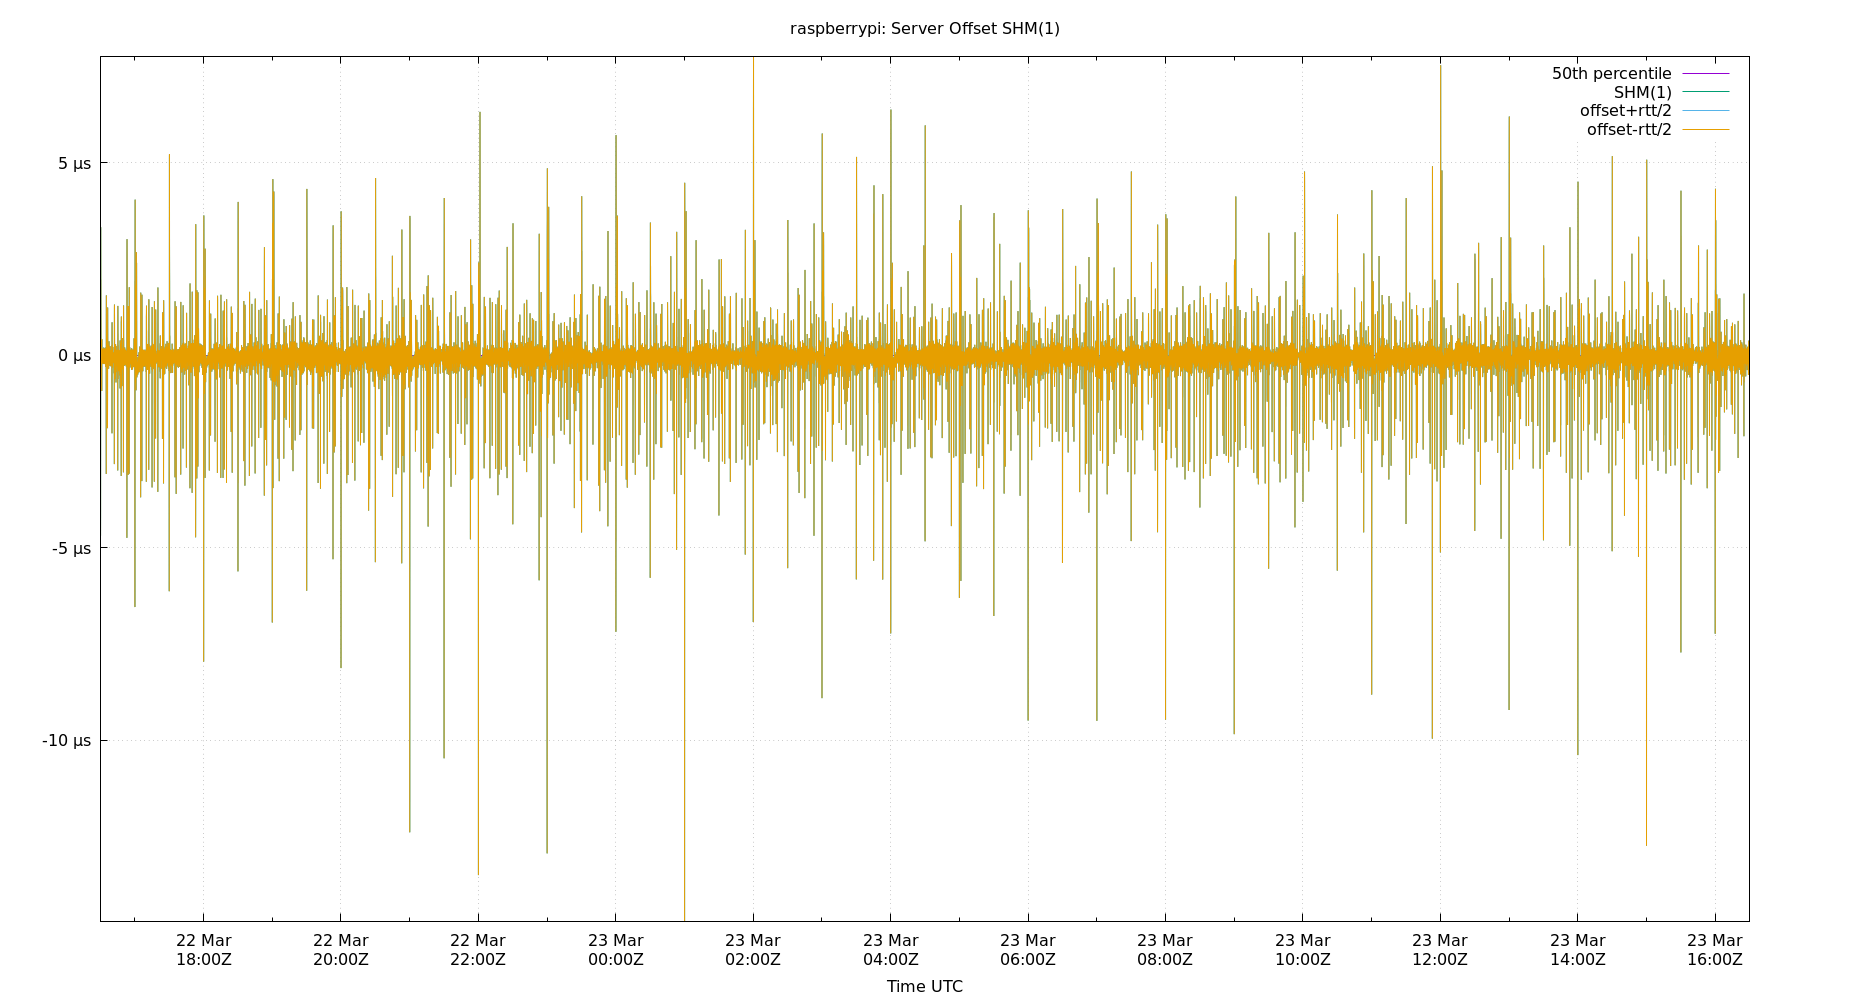 raspberrypi: Server Offset SHM(1)
50th percentile
SHM(1)
offset+rtt/2
offset-rtt/2
5 µs
0 µs
-5 µs
-10 µs
22 Mar 22 Mar 22 Mar 23 Mar 23 Mar 23 Mar 23 Mar 23 Mar 23 Mar 23 Mar 23 Mar 23 Mar
18:00Z 20:00Z 22:00Z 00:00Z 02:00Z 04:00Z 06:00Z 08:00Z 10:00Z 12:00Z 14:00Z 16:00Z
Time UTC